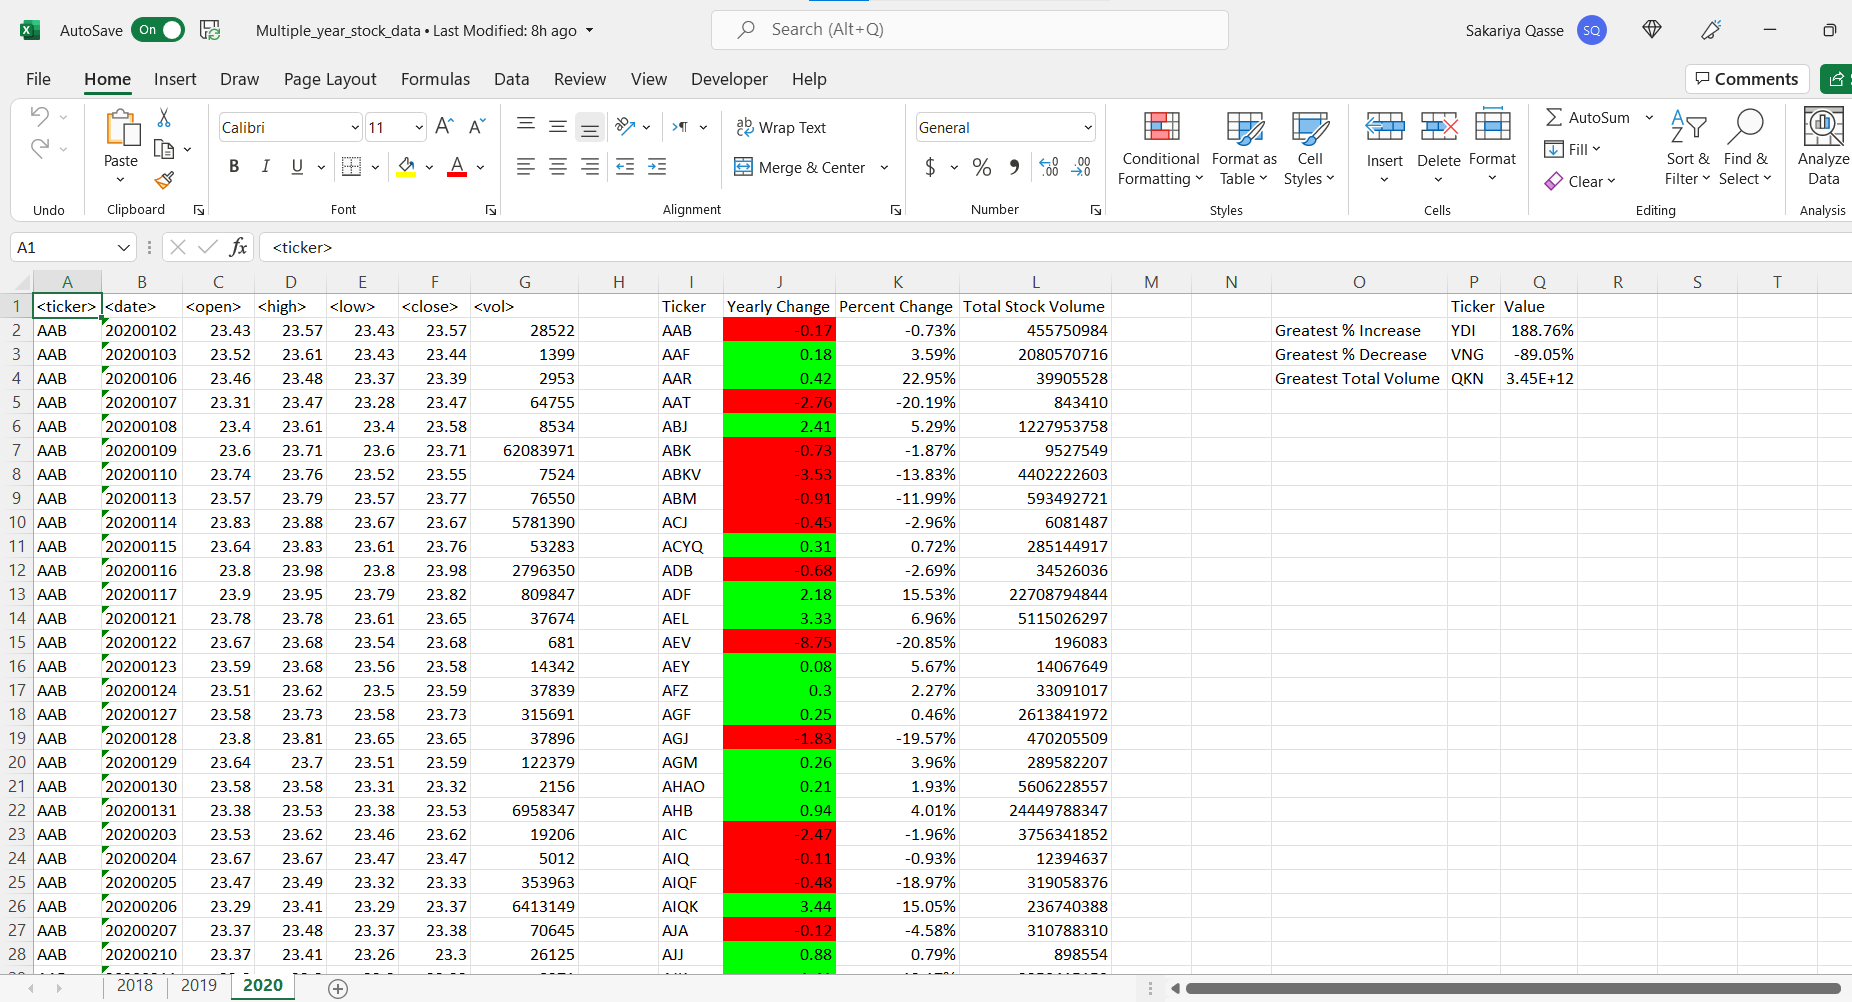 AutoSave On Multiple_year_stock_data • Last Modified: 8h ago Search (Alt+Q) Sakariya Qasse SQ
File Home Insert Draw Page Layout Formulas Data Review View Developer Help Comments
Calibri 11 Wrap Text General AutoSum
Paste B I U A Merge & Center $ % Conditional Formatting Format as Table Cell Styles Insert Delete Format Fill Clear Sort & Filter Find & Select Analyze Data
Undo Clipboard Font Alignment Number Styles Cells Editing Analysis
A1 fx <ticker>
A B C D E F G H I J K L M N O P Q R S T
1 <ticker> <date> <open> <high> <low> <close> <vol> Ticker Yearly Change Percent Change Total Stock Volume Ticker Value
2 AAB 20200102 23.43 23.57 23.43 23.57 28522 AAB -0.17 -0.73% 455750984 Greatest % Increase YDI 188.76%
3 AAB 20200103 23.52 23.61 23.43 23.44 1399 AAF 0.18 3.59% 2080570716 Greatest % Decrease VNG -89.05%
4 AAB 20200106 23.46 23.48 23.37 23.39 2953 AAR 0.42 22.95% 39905528 Greatest Total Volume QKN 3.45E+12
5 AAB 20200107 23.31 23.47 23.28 23.47 64755 AAT -2.76 -20.19% 843410
6 AAB 20200108 23.4 23.61 23.4 23.58 8534 ABJ 2.41 5.29% 1227953758
7 AAB 20200109 23.6 23.71 23.6 23.71 62083971 ABK -0.73 -1.87% 9527549
8 AAB 20200110 23.74 23.76 23.52 23.55 7524 ABKV -3.53 -13.83% 4402222603
9 AAB 20200113 23.57 23.79 23.57 23.77 76550 ABM -0.91 -11.99% 593492721
10 AAB 20200114 23.83 23.88 23.67 23.67 5781390 ACJ -0.45 -2.96% 6081487
11 AAB 20200115 23.64 23.83 23.61 23.76 53283 ACYQ 0.31 0.72% 285144917
12 AAB 20200116 23.8 23.98 23.8 23.98 2796350 ADB -0.68 -2.69% 34526036
13 AAB 20200117 23.9 23.95 23.79 23.82 809847 ADF 2.18 15.53% 22708794844
14 AAB 20200121 23.78 23.78 23.61 23.65 37674 AEL 3.33 6.96% 5115026297
15 AAB 20200122 23.67 23.68 23.54 23.68 681 AEV -8.75 -20.85% 196083
16 AAB 20200123 23.59 23.68 23.56 23.58 14342 AEY 0.08 5.67% 14067649
17 AAB 20200124 23.51 23.62 23.5 23.59 37839 AFZ 0.3 2.27% 33091017
18 AAB 20200127 23.58 23.73 23.58 23.73 315691 AGF 0.25 0.46% 2613841972
19 AAB 20200128 23.8 23.81 23.65 23.65 37896 AGJ -1.83 -19.57% 470205509
20 AAB 20200129 23.64 23.7 23.51 23.59 122379 AGM 0.26 3.96% 289582207
21 AAB 20200130 23.58 23.58 23.31 23.32 2156 AHAO 0.21 1.93% 5606228557
22 AAB 20200131 23.38 23.53 23.38 23.53 6958347 AHB 0.94 4.01% 24449788347
23 AAB 20200203 23.53 23.62 23.46 23.62 19206 AIC -2.47 -1.96% 3756341852
24 AAB 20200204 23.67 23.67 23.47 23.47 5012 AIQ -0.11 -0.93% 12394637
25 AAB 20200205 23.47 23.49 23.32 23.33 353963 AIQF -0.48 -18.97% 319058376
26 AAB 20200206 23.29 23.41 23.29 23.37 6413149 AIQK 3.44 15.05% 236740388
27 AAB 20200207 23.37 23.48 23.37 23.38 70645 AJA -0.12 -4.58% 310788310
28 AAB 20200210 23.37 23.41 23.26 23.3 26125 AJJ 0.88 0.79% 898554
2018 2019 2020